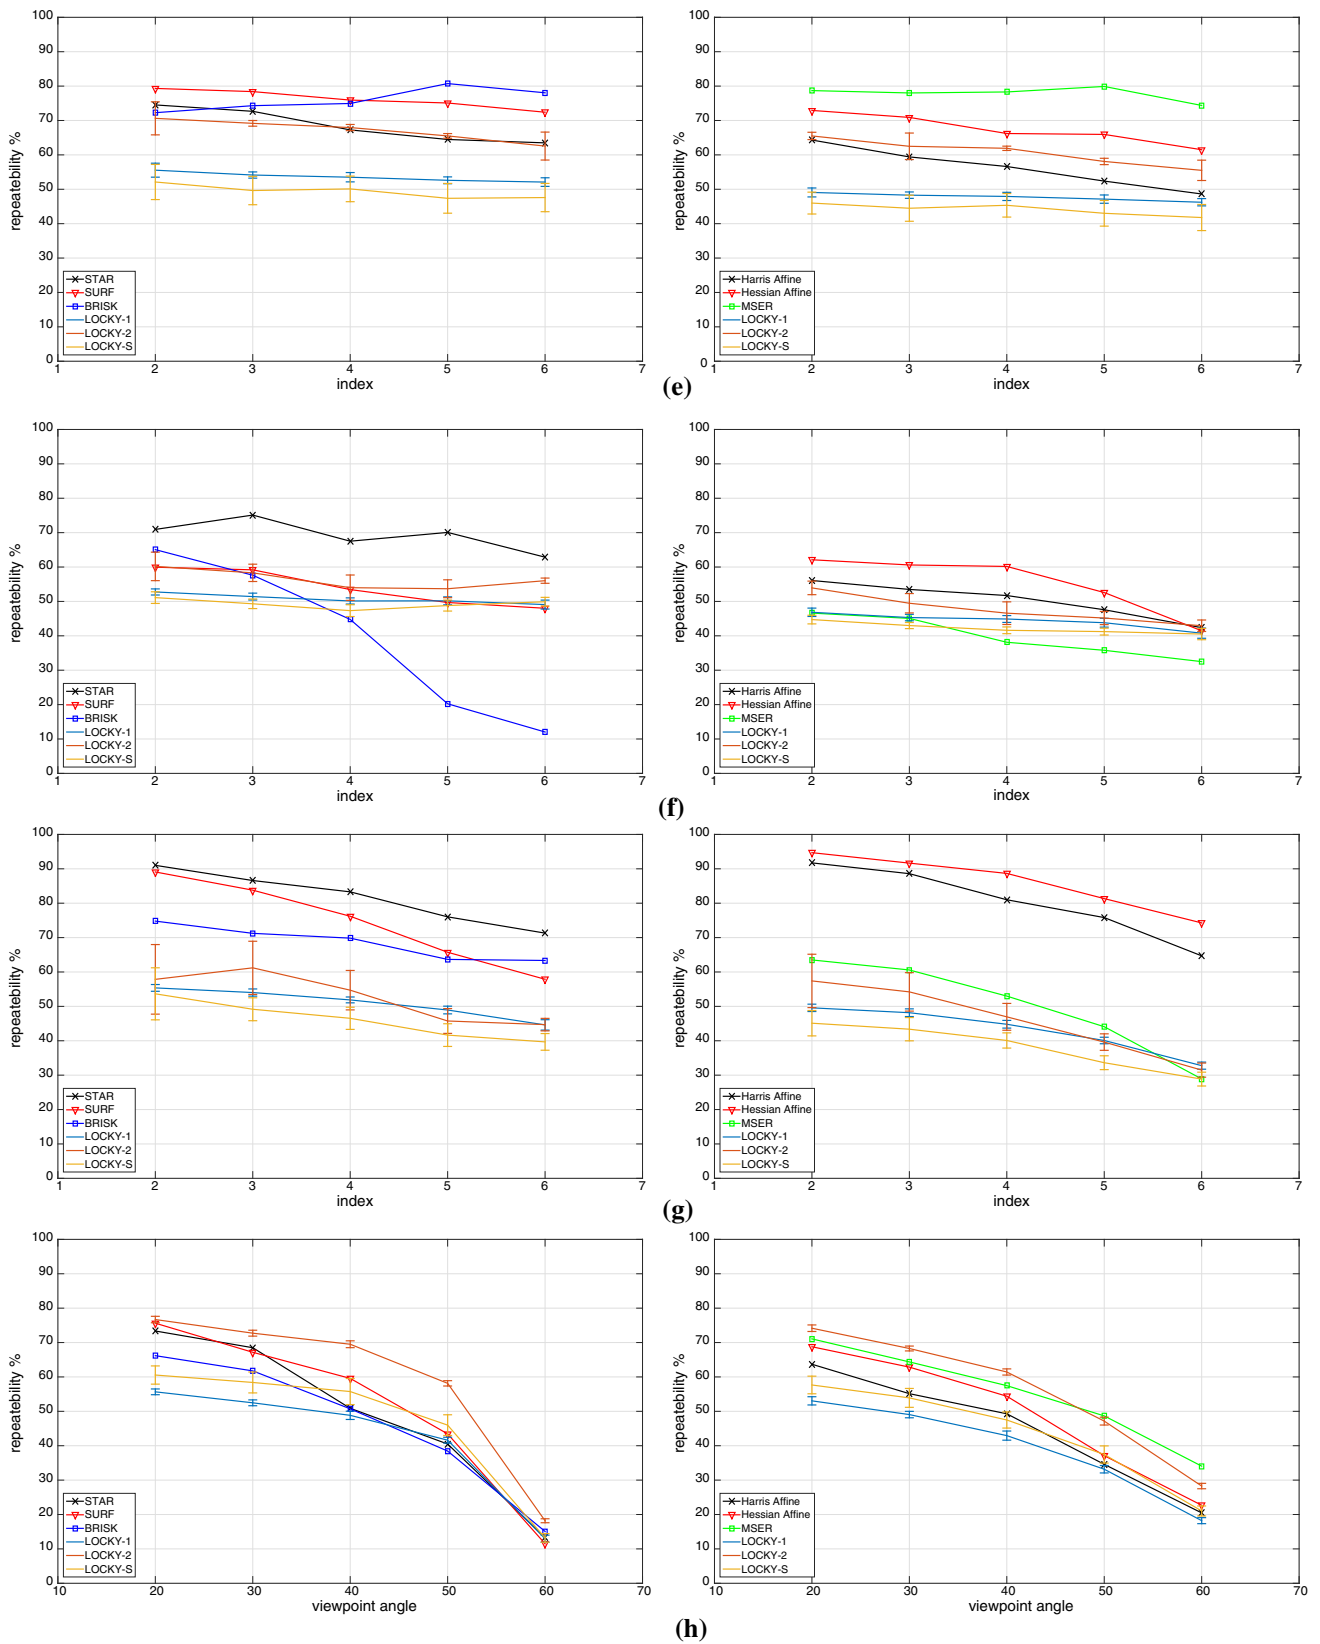 repeatebility %
100
90
80
70
60
50
40
30
20
10
0
STAR
SURF
BRISK
LOCKY-1
LOCKY-2
LOCKY-S
1 2 3 4 5 6 7
index
repeatebility %
100
90
80
70
60
50
40
30
20
10
0
Harris Affine
Hessian Affine
MSER
LOCKY-1
LOCKY-2
LOCKY-S
1 2 3 4 5 6 7
index
(e)
repeatebility %
100
90
80
70
60
50
40
30
20
10
0
STAR
SURF
BRISK
LOCKY-1
LOCKY-2
LOCKY-S
1 2 3 4 5 6 7
index
repeatebility %
100
90
80
70
60
50
40
30
20
10
0
Harris Affine
Hessian Affine
MSER
LOCKY-1
LOCKY-2
LOCKY-S
1 2 3 4 5 6 7
index
(f)
repeatebility %
100
90
80
70
60
50
40
30
20
10
0
STAR
SURF
BRISK
LOCKY-1
LOCKY-2
LOCKY-S
1 2 3 4 5 6 7
index
repeatebility %
100
90
80
70
60
50
40
30
20
10
0
Harris Affine
Hessian Affine
MSER
LOCKY-1
LOCKY-2
LOCKY-S
1 2 3 4 5 6 7
index
(g)
repeatebility %
100
90
80
70
60
50
40
30
20
10
0
STAR
SURF
BRISK
LOCKY-1
LOCKY-2
LOCKY-S
10 20 30 40 50 60 70
viewpoint angle
repeatebility %
100
90
80
70
60
50
40
30
20
10
0
Harris Affine
Hessian Affine
MSER
LOCKY-1
LOCKY-2
LOCKY-S
10 20 30 40 50 60 70
viewpoint angle
(h)